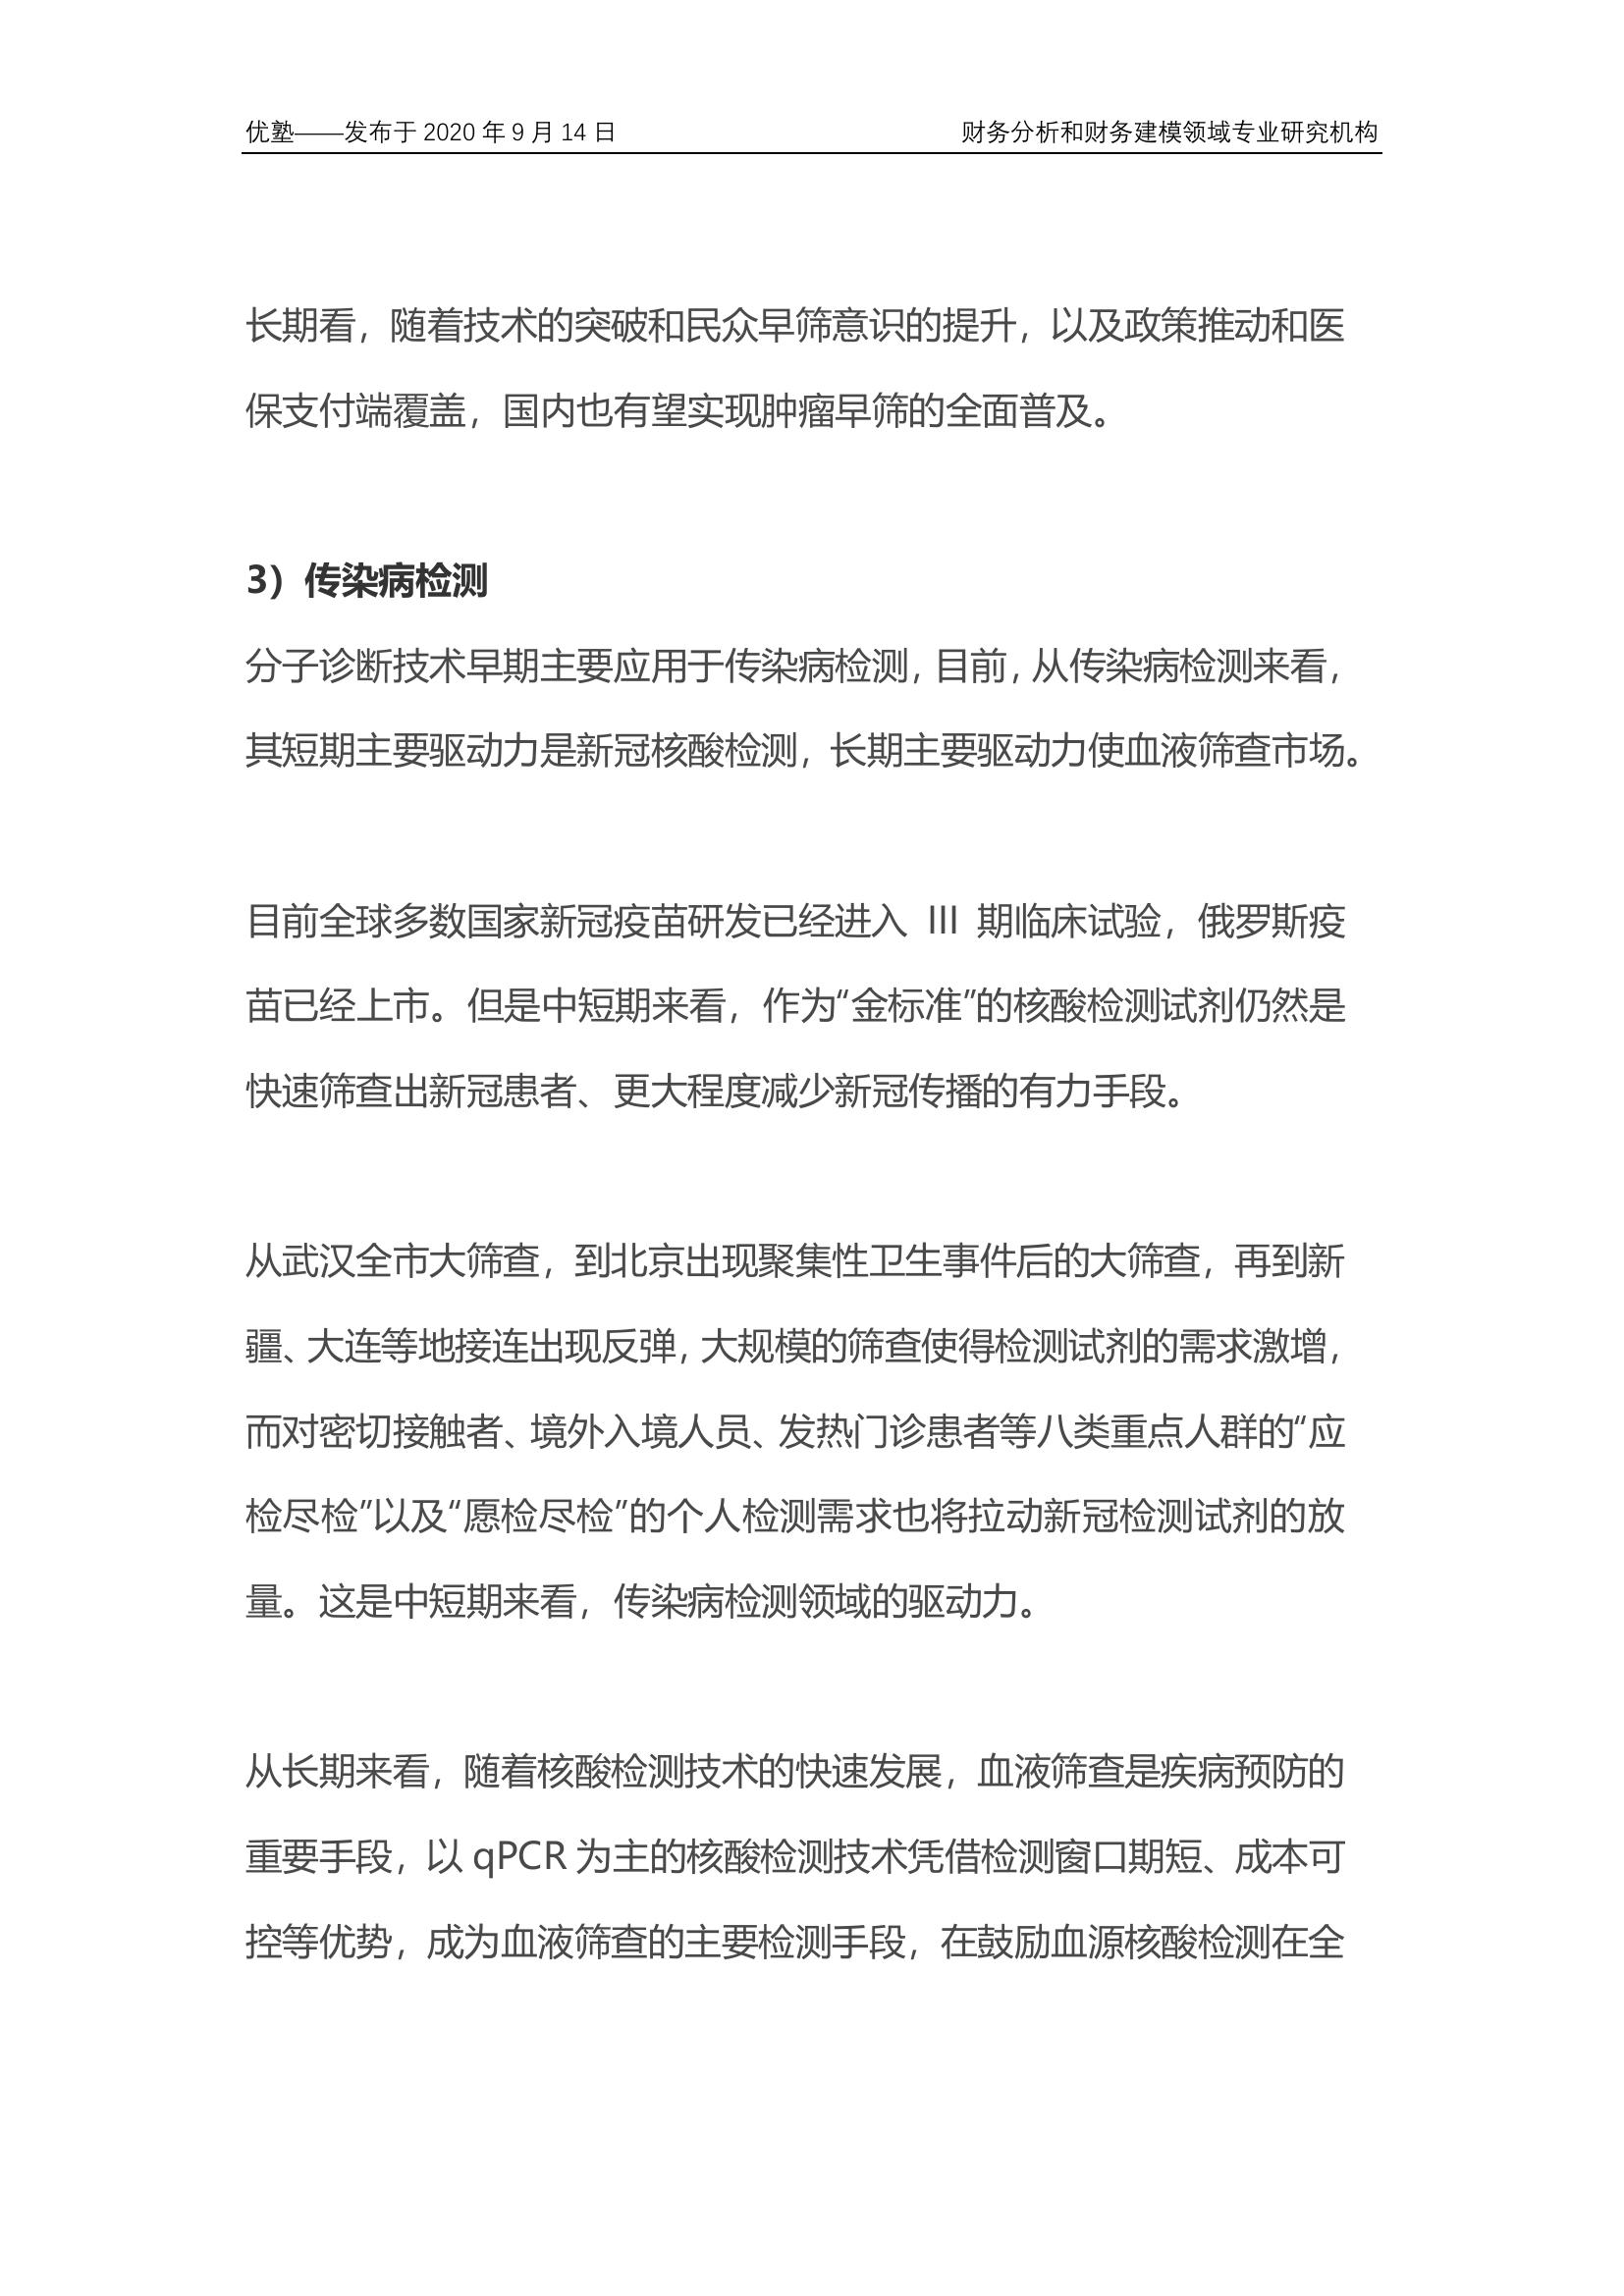 优塾——发布于 2020 年 9 月 14 日 财务分析和财务建模领域专业研究机构
长期看，随着技术的突破和民众早筛意识的提升，以及政策推动和医
保支付端覆盖，国内也有望实现肿瘤早筛的全面普及。
3）传染病检测
分子诊断技术早期主要应用于传染病检测，目前，从传染病检测来看，
其短期主要驱动力是新冠核酸检测，长期主要驱动力使血液筛查市场。
目前全球多数国家新冠疫苗研发已经进入 III 期临床试验，俄罗斯疫
苗已经上市。但是中短期来看，作为“金标准”的核酸检测试剂仍然是
快速筛查出新冠患者、更大程度减少新冠传播的有力手段。
从武汉全市大筛查，到北京出现聚集性卫生事件后的大筛查，再到新
疆、大连等地接连出现反弹，大规模的筛查使得检测试剂的需求激增，
而对密切接触者、境外入境人员、发热门诊患者等八类重点人群的“应
检尽检”以及“愿检尽检”的个人检测需求也将拉动新冠检测试剂的放
量。这是中短期来看，传染病检测领域的驱动力。
从长期来看，随着核酸检测技术的快速发展，血液筛查是疾病预防的
重要手段，以 qPCR 为主的核酸检测技术凭借检测窗口期短、成本可
控等优势，成为血液筛查的主要检测手段，在鼓励血源核酸检测在全